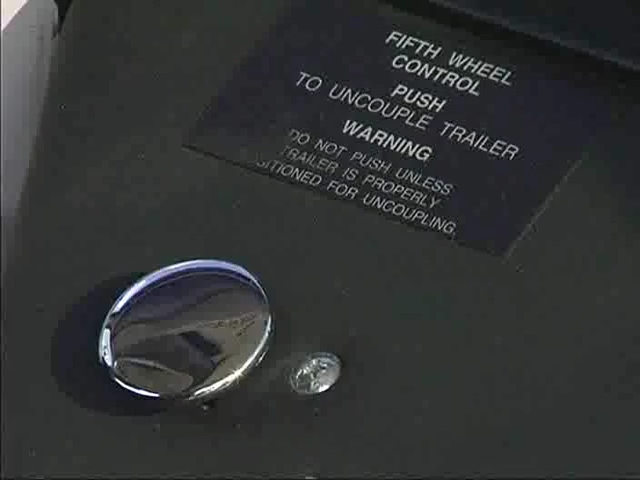 FIFTH WHEEL
CONTROL
PUSH
TO UNCOUPLE TRAILER
WARNING
DO NOT PUSH UNLESS
TRAILER IS PROPERLY
SITIONED FOR UNCOUPLING.